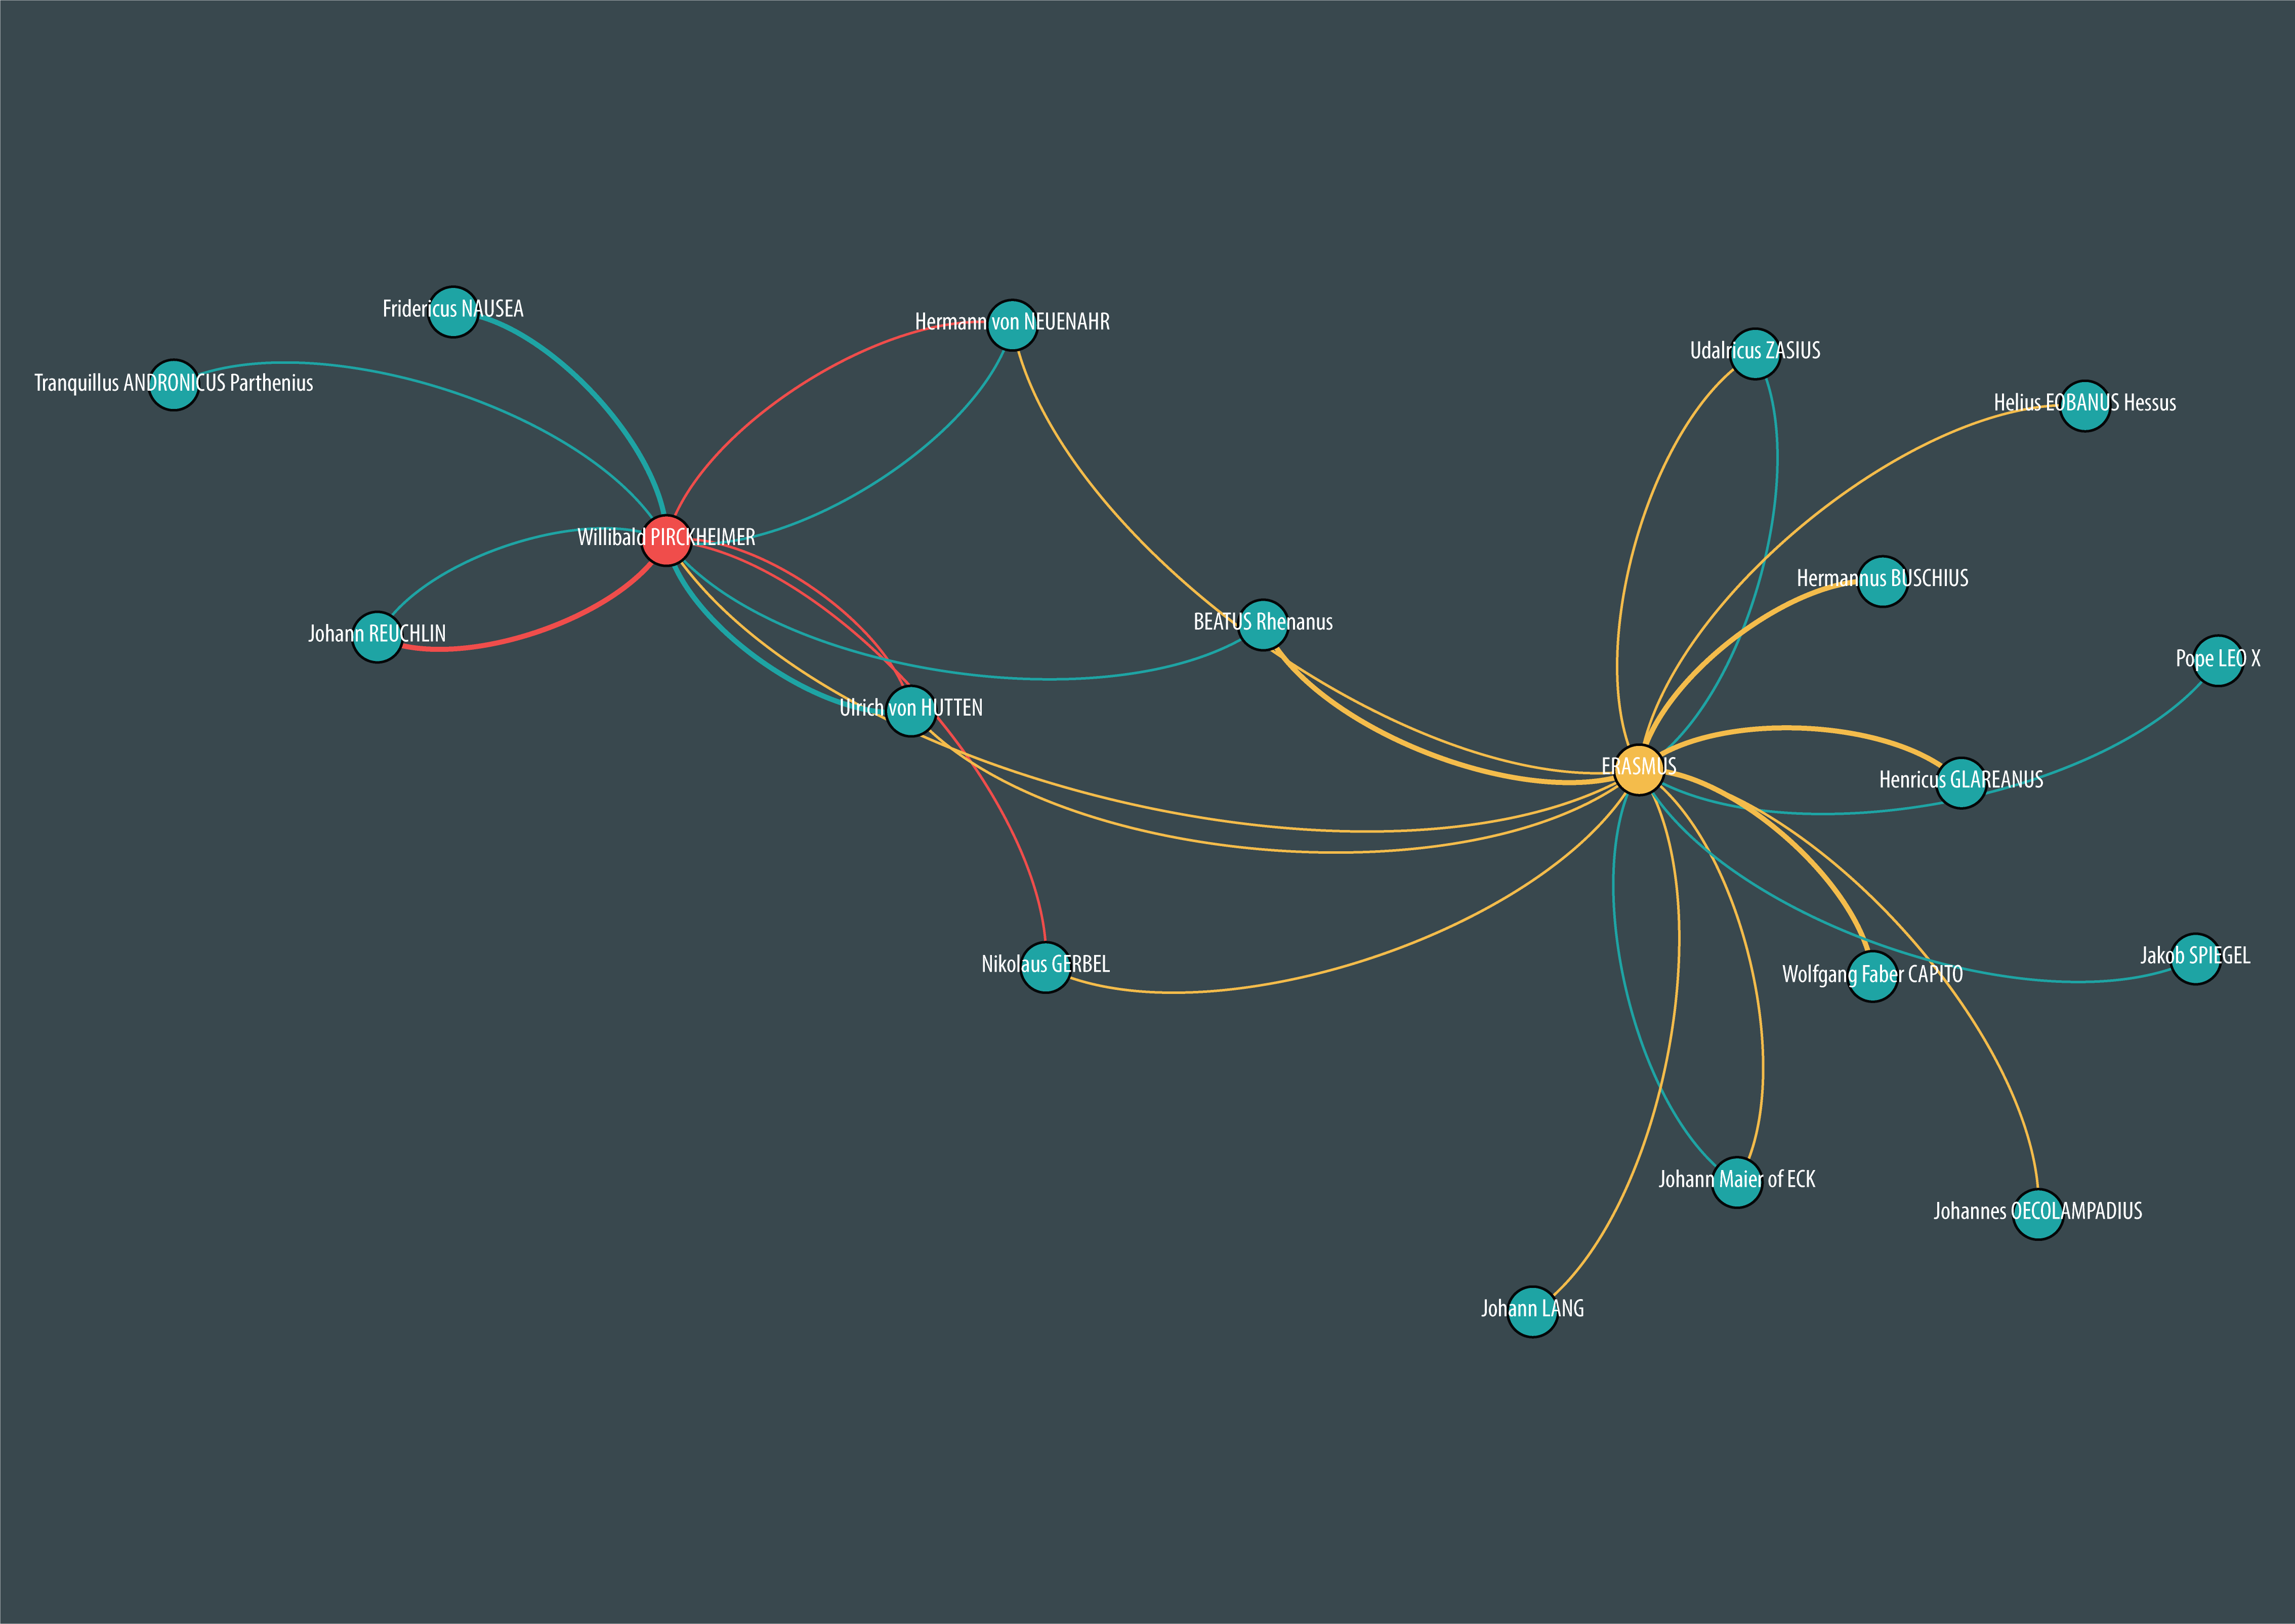 Fridericus NAUSEA
Hermann von NEUENAHR
Udalricus ZASIUS
Tranquillus ANDRONICUS Parthenius
Helius EOBANUS Hessus
Willibald PIRCKHEIMER
Hermannus BUSCHIUS
BEATUS Rhenanus
Johann REUCHLIN
Pope LEO X
Ulrich von HUTTEN
ERASMUS
Henricus GLAREANUS
Jakob SPIEGEL
Nikolaus GERBEL
Wolfgang Faber CAPITO
Johann Maier of ECK
Johannes OECOLAMPADIUS
Johann LANG